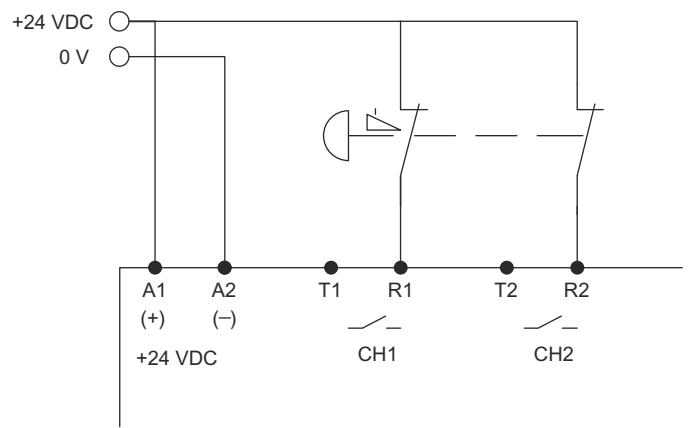 +24 VDC
0 V
A1 A2 T1 R1 T2 R2
(+) (–)
+24 VDC CH1 CH2